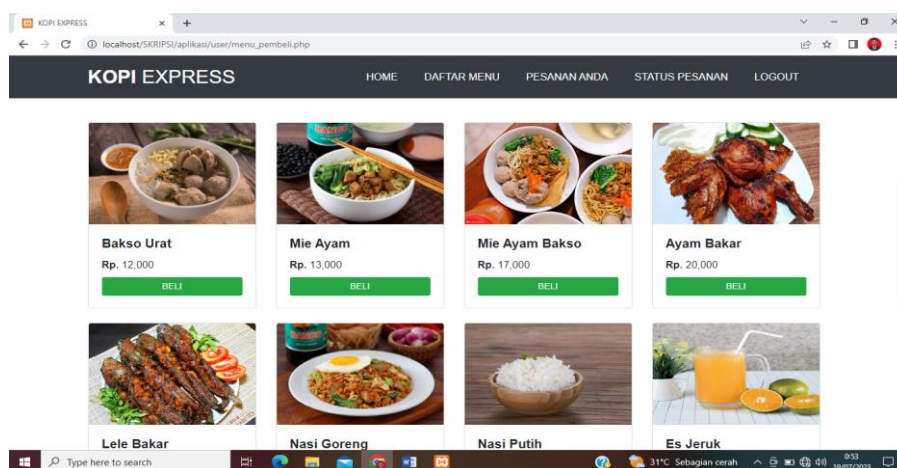 KOPI EXPRESS
localhost/SKRIPSI/aplikasi/user/menu_pembeli.php
KOPI EXPRESS
HOME DAFTAR MENU PESANAN ANDA STATUS PESANAN LOGOUT
Bakso Urat Mie Ayam Mie Ayam Bakso Ayam Bakar
Rp. 12,000 Rp. 13,000 Rp. 17,000 Rp. 20,000
BELI BELI BELI BELI
Lele Bakar Nasi Goreng Nasi Putih Es Jeruk
Type here to search 31°C Sebagian cerah 0:53
19/07/2023